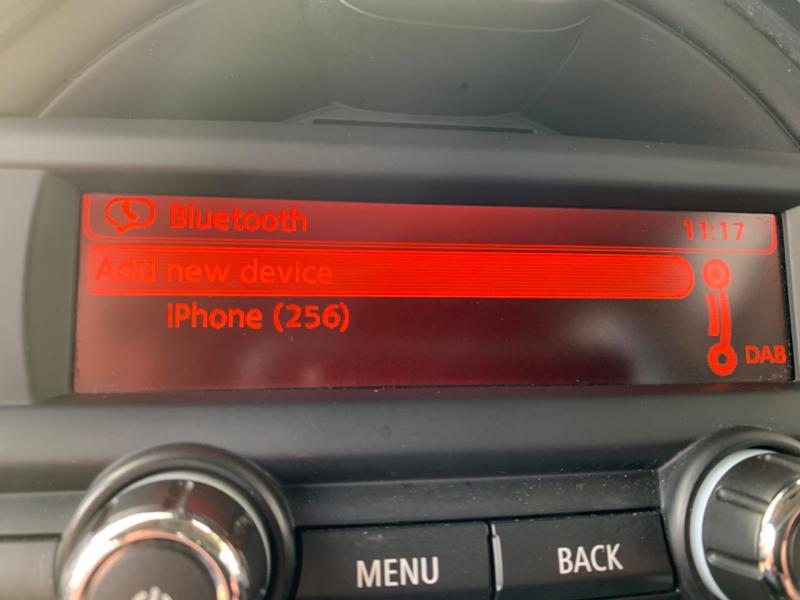 Bluetooth 11:17
Add new device
iPhone (256)
DAB
MENU BACK